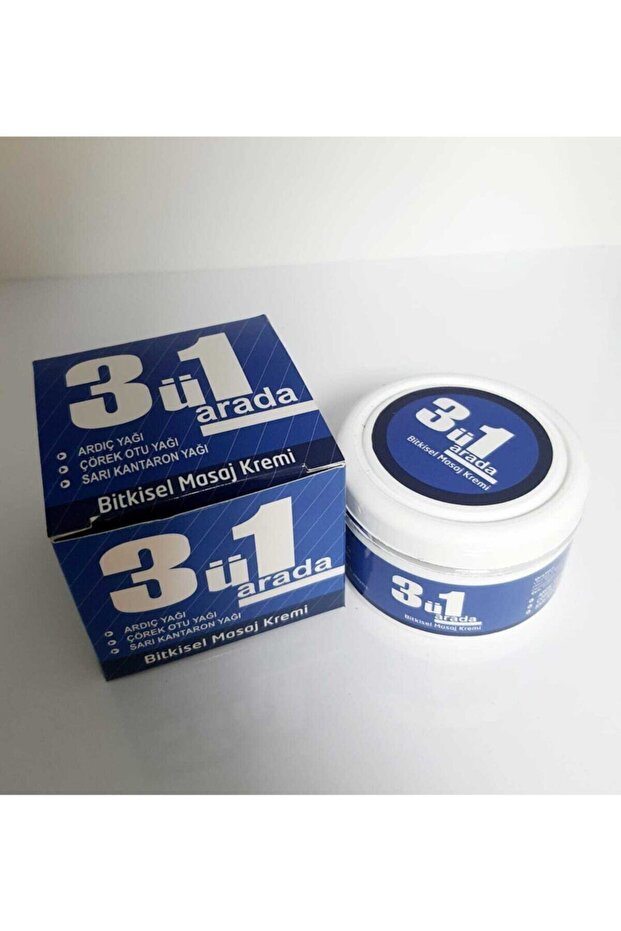 3ü1
arada
ARDIÇ YAĞI
ÇÖREK OTU YAĞI
SARI KANTARON YAĞI
Bitkisel Masaj Kremi
3ü1
arada
ARDIÇ YAĞI
ÇÖREK OTU YAĞI
SARI KANTARON YAĞI
Bitkisel Masaj Kremi
3ü1
arada
Bitkisel Masaj Kremi
3ü1
arada
Bitkisel Masaj Kremi